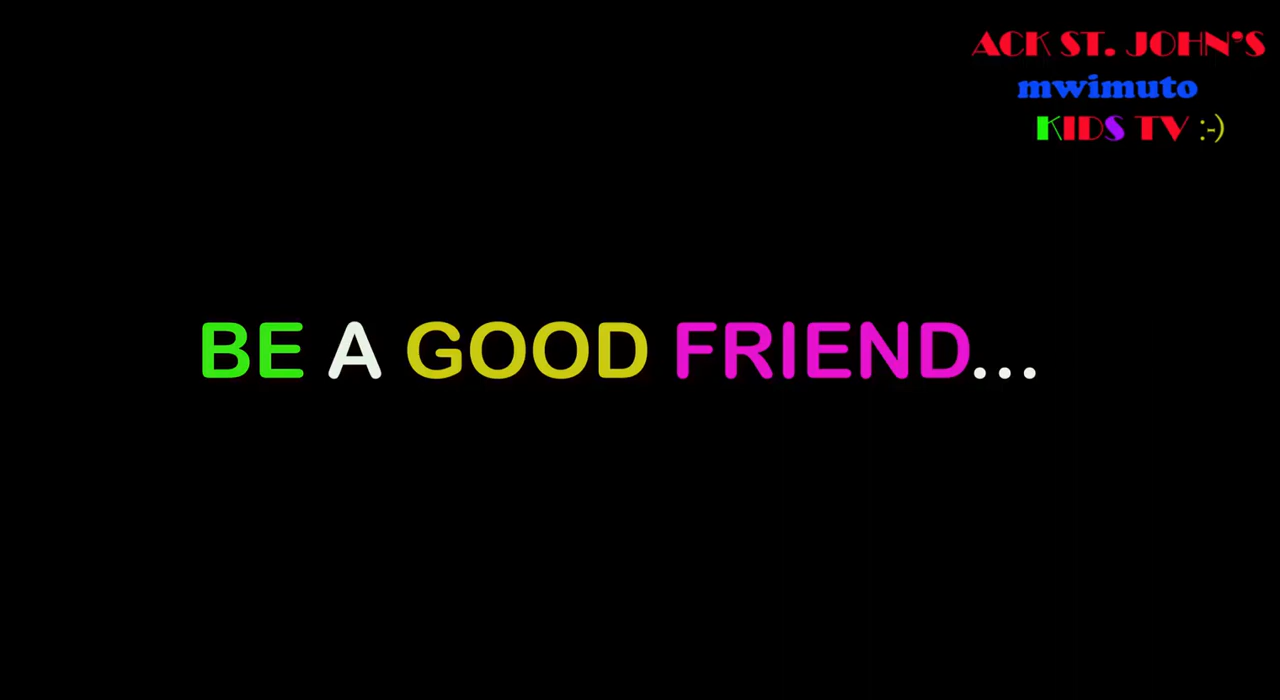 ACK ST. JOHN'S
mwimuto
KIDS TV :-)
BE A GOOD FRIEND...